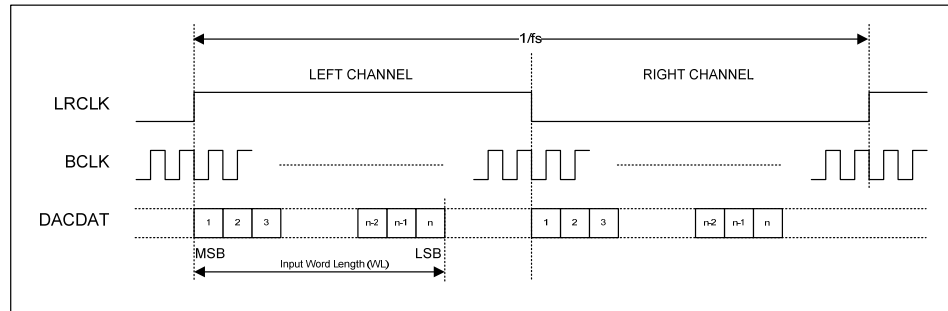 1/fs
LEFT CHANNEL RIGHT CHANNEL
LRCLK
BCLK
DACDAT 1 2 3 n-2 n-1 n 1 2 3 n-2 n-1 n
MSB LSB
Input Word Length (WL)